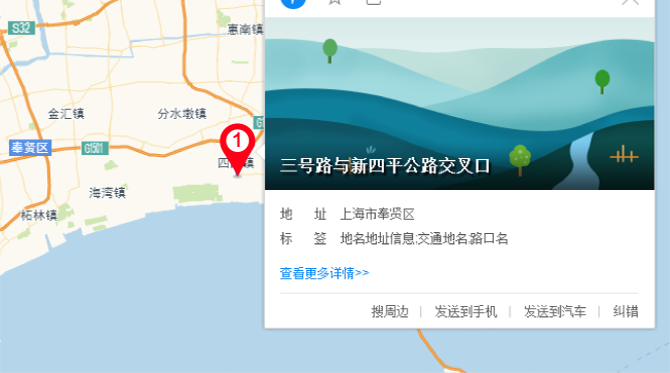 S32
惠南镇
金汇镇
分水墩镇
奉贤区
G1501
1
海湾镇
柘林镇
三号路与新四平公路交叉口
地 址 上海市奉贤区
标 签 地名地址信息;交通地名;路口名
查看更多详情>>
搜周边 | 发送到手机 | 发送到汽车 | 纠错